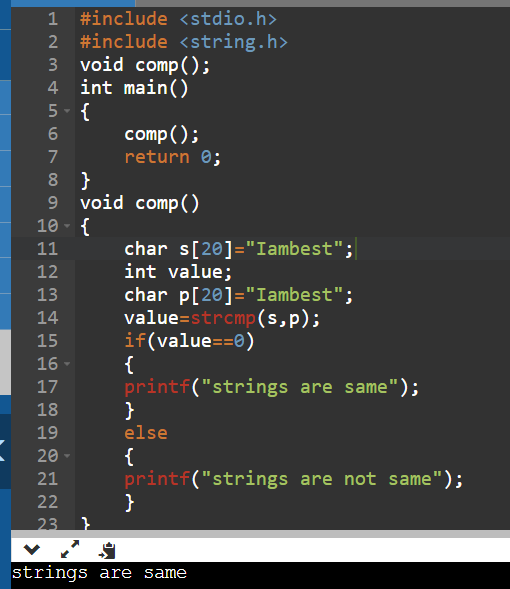 1 #include <stdio.h>
2 #include <string.h>
3 void comp();
4 int main()
5 {
6     comp();
7     return 0;
8 }
9 void comp()
10 {
11     char s[20]="Iambest";
12     int value;
13     char p[20]="Iambest";
14     value=strcmp(s,p);
15     if(value==0)
16     {
17     printf("strings are same");
18     }
19     else
20     {
21     printf("strings are not same");
22     }
23 }
strings are same